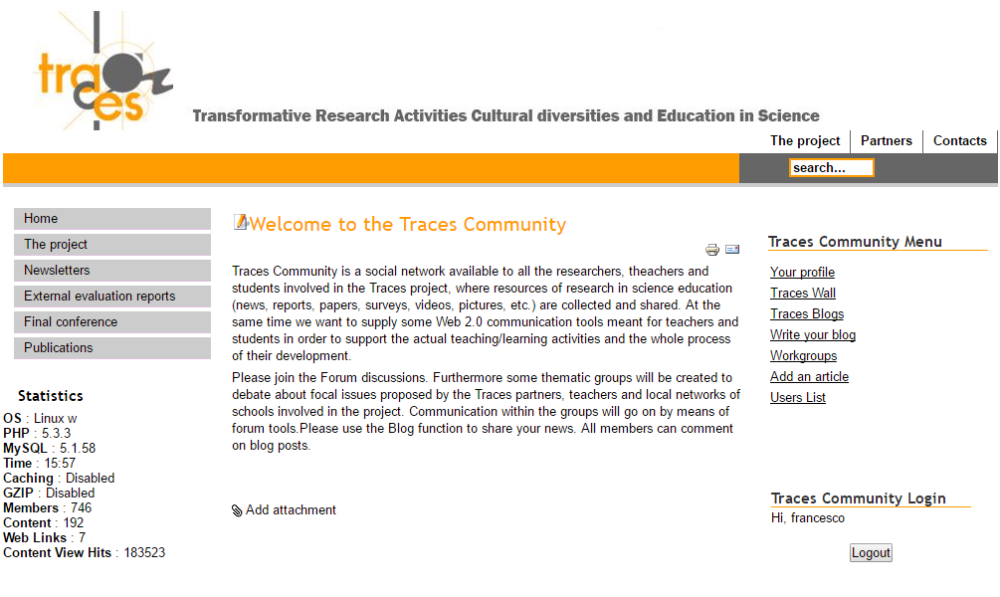 traces
Transformative Research Activities Cultural diversities and Education in Science
The project
Partners
Contacts
search...
Home
The project
Newsletters
External evaluation reports
Final conference
Publications
Statistics
OS : Linux w
PHP : 5.3.3
MySQL : 5.1.58
Time : 15:57
Caching : Disabled
GZIP : Disabled
Members : 746
Content : 192
Web Links : 7
Content View Hits : 183523
Welcome to the Traces Community
Traces Community is a social network available to all the researchers, theachers and
students involved in the Traces project, where resources of research in science education
(news, reports, papers, surveys, videos, pictures, etc.) are collected and shared. At the
same time we want to supply some Web 2.0 communication tools meant for teachers and
students in order to support the actual teaching/learning activities and the whole process
of their development.
Please join the Forum discussions. Furthermore some thematic groups will be created to
debate about focal issues proposed by the Traces partners, teachers and local networks of
schools involved in the project. Communication within the groups will go on by means of
forum tools.Please use the Blog function to share your news. All members can comment
on blog posts.
Add attachment
Traces Community Menu
Your profile
Traces Wall
Traces Blogs
Write your blog
Workgroups
Add an article
Users List
Traces Community Login
Hi, francesco
Logout